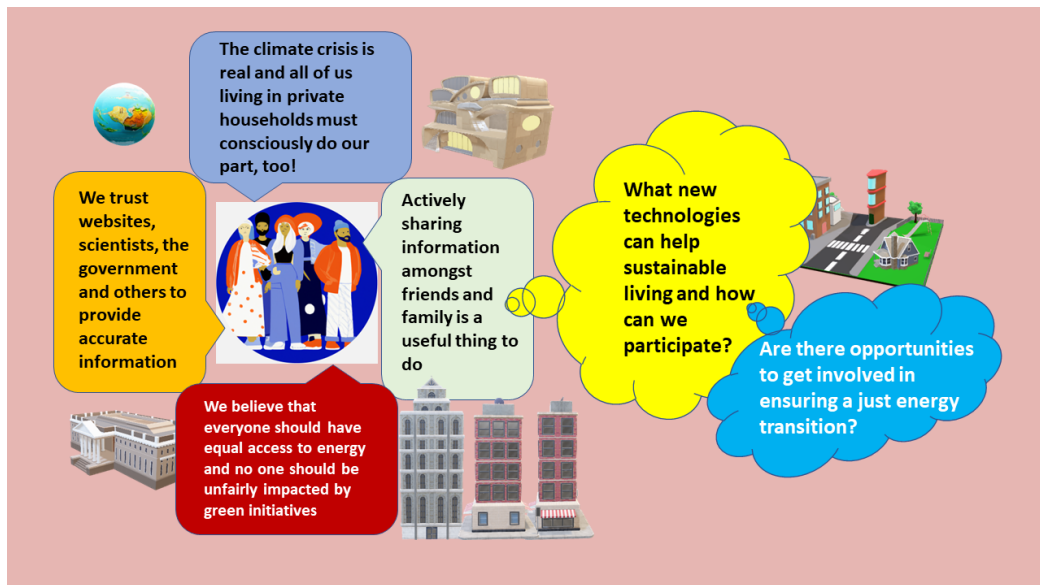 The climate crisis is
real and all of us
living in private
households must
consciously do our
part, too!
We trust
websites,
scientists, the
government
and others to
provide
accurate
information
Actively
sharing
information
amongst
friends and
family is a
useful thing to
do
We believe that
everyone should have
equal access to energy
and no one should be
unfairly impacted by
green initiatives
What new
technologies
can help
sustainable
living and how
can we
participate?
Are there opportunities
to get involved in
ensuring a just energy
transition?